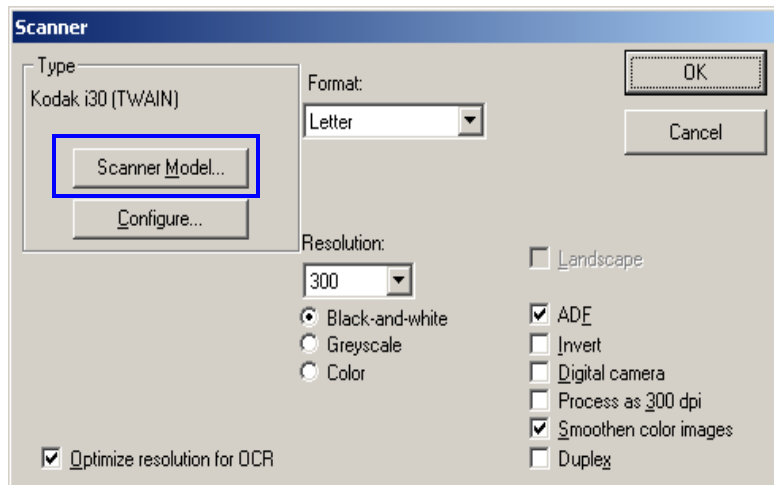 Scanner
Type
Kodak i30 (TWAIN)
Scanner Model...
Configure...
Format:
Letter
OK
Cancel
Resolution:
300
Black-and-white
Greyscale
Color
Landscape
ADF
Invert
Digital camera
Process as 300 dpi
Smoothen color images
Duplex
Optimize resolution for OCR